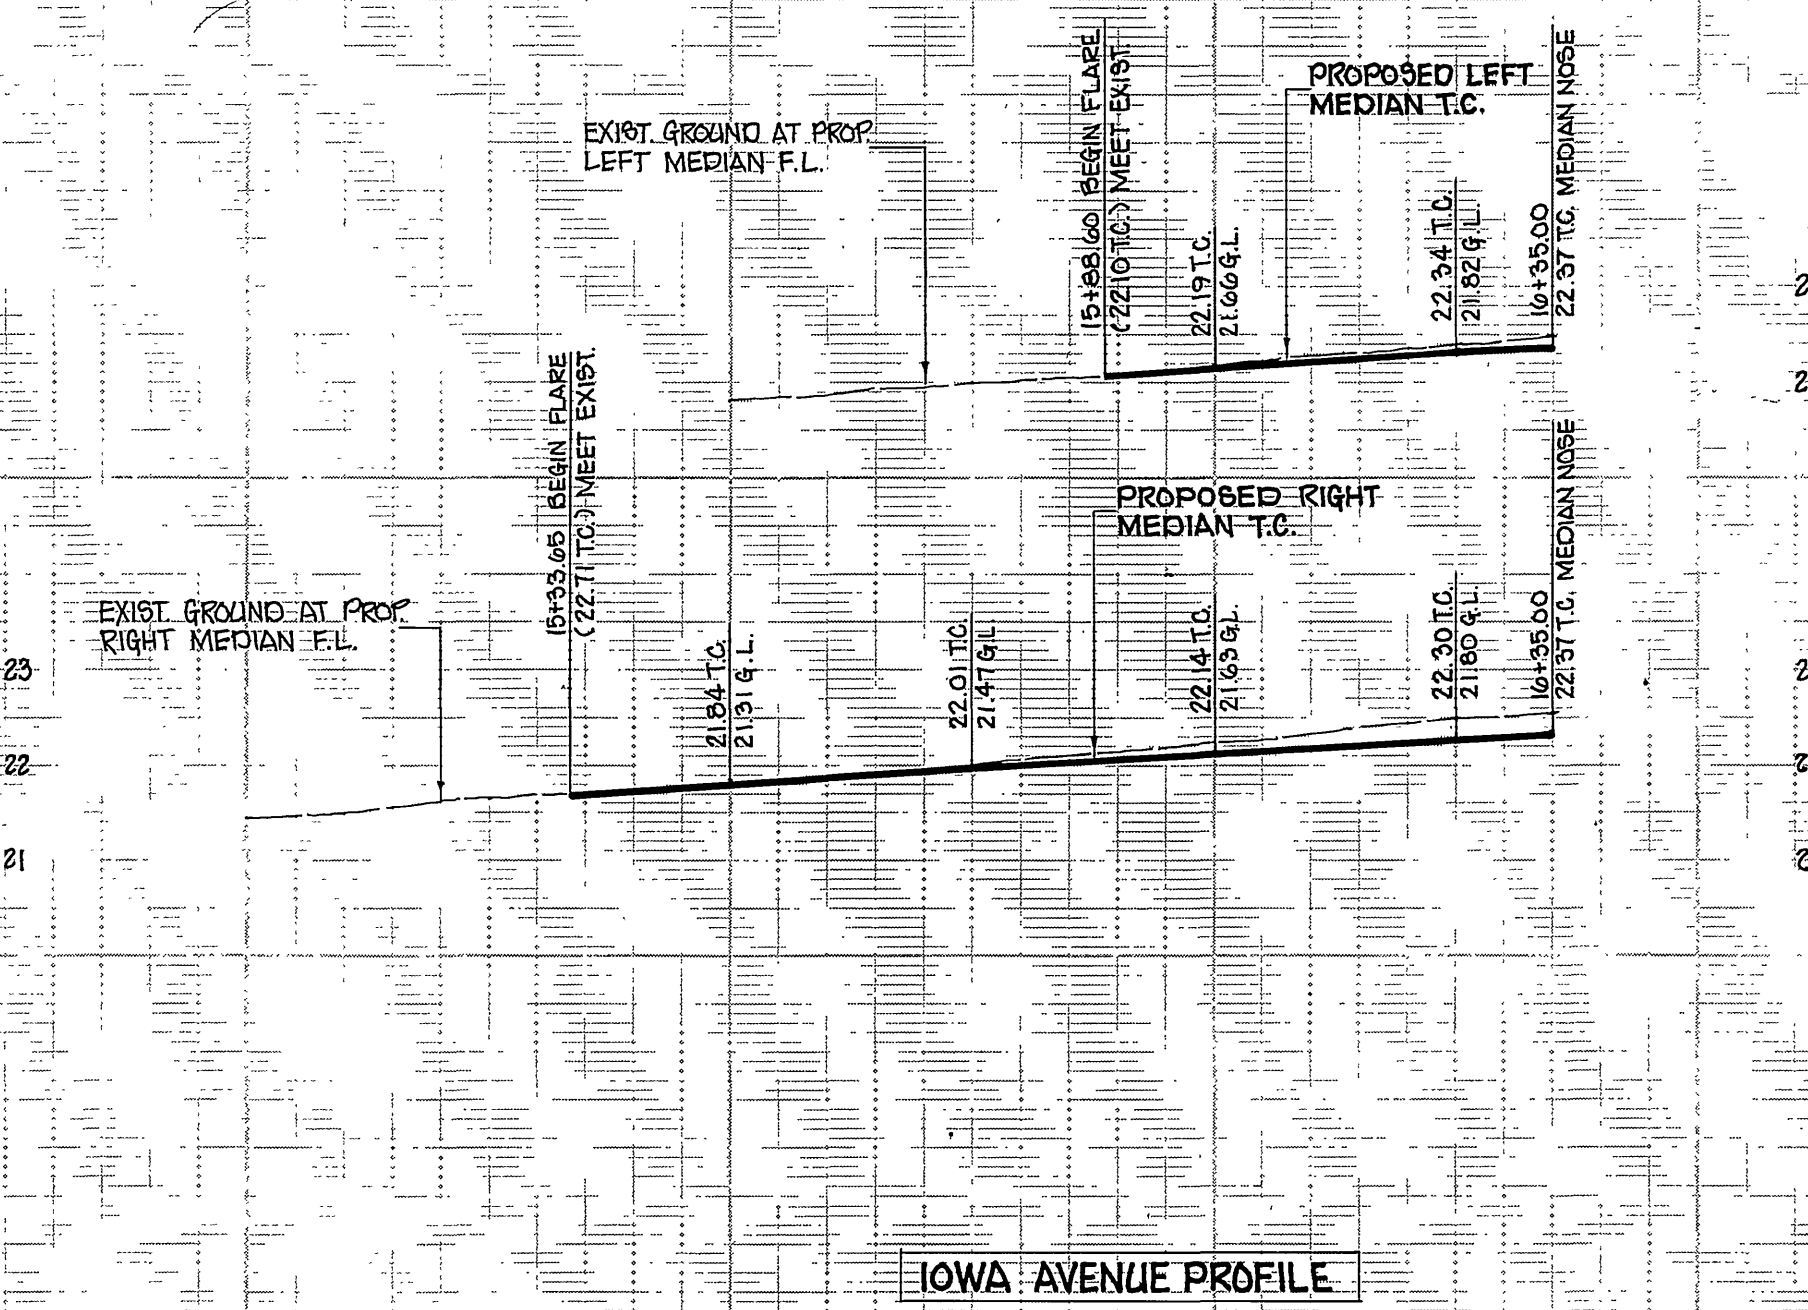 PROPOSED LEFT
MEDIAN T.C.
EXIST. GROUND AT PROP.
LEFT MEDIAN F.L.
15+88.60 BEGIN FLARE
(22.10 T.C.) MEET EXIST.
22.19 T.C.
21.66 G.L.
22.34 T.C.
21.82 G.L.
16+35.00
22.37 T.C. MEDIAN NOSE
15+33.65 BEGIN FLARE
(22.71 T.C.) MEET EXIST.
PROPOSED RIGHT
MEDIAN T.C.
EXIST. GROUND AT PROP.
RIGHT MEDIAN F.L.
21.84 T.C.
21.31 G.L.
22.01 T.C.
21.47 G.L.
22.14 T.C.
21.63 G.L.
22.30 T.C.
21.80 G.L.
16+35.00
22.37 T.C. MEDIAN NOSE
23
22
21
IOWA AVENUE PROFILE